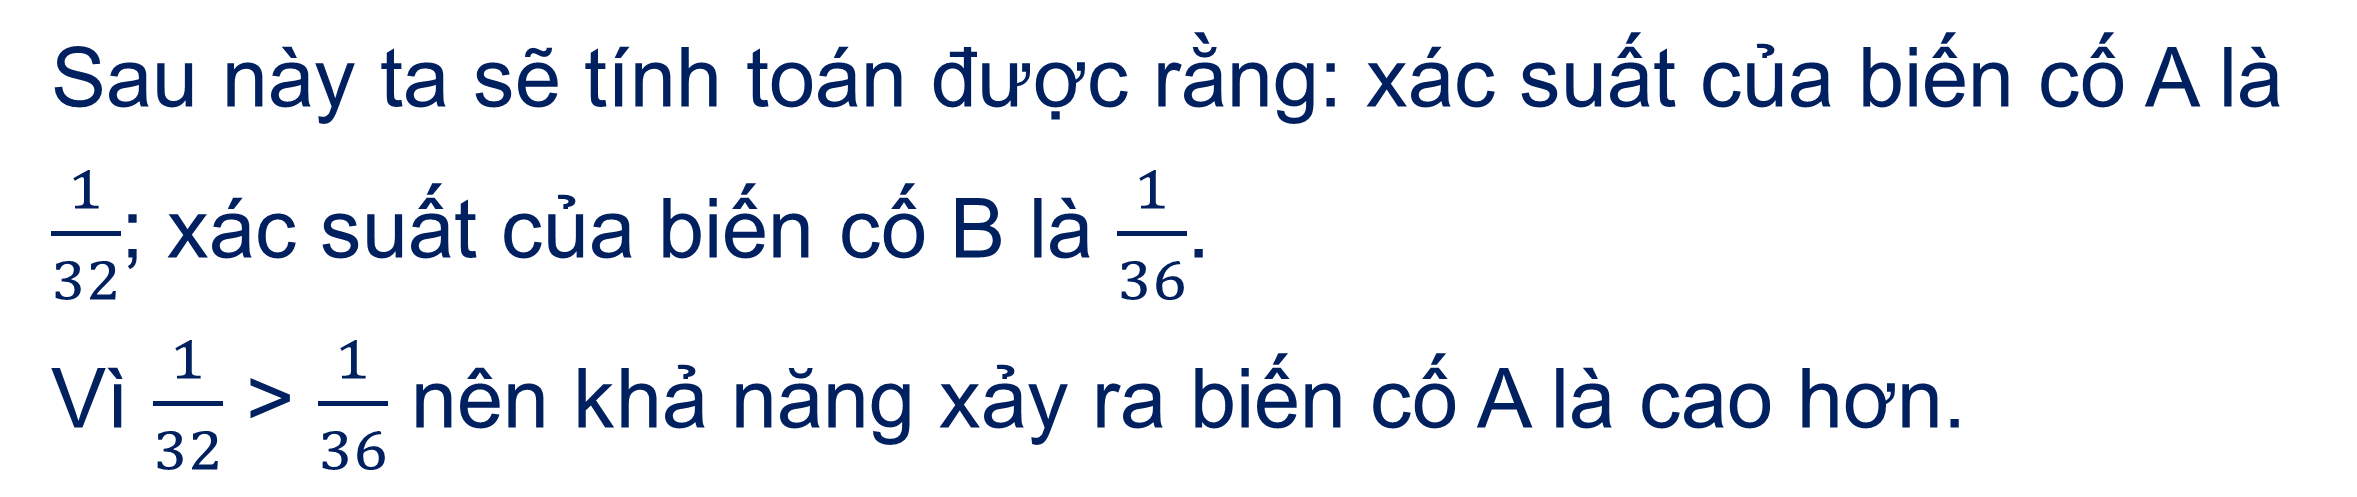 Sau này ta sẽ tính toán được rằng: xác suất của biến cố A là
1/32; xác suất của biến cố B là 1/36.
Vì 1/32 > 1/36 nên khả năng xảy ra biến cố A là cao hơn.